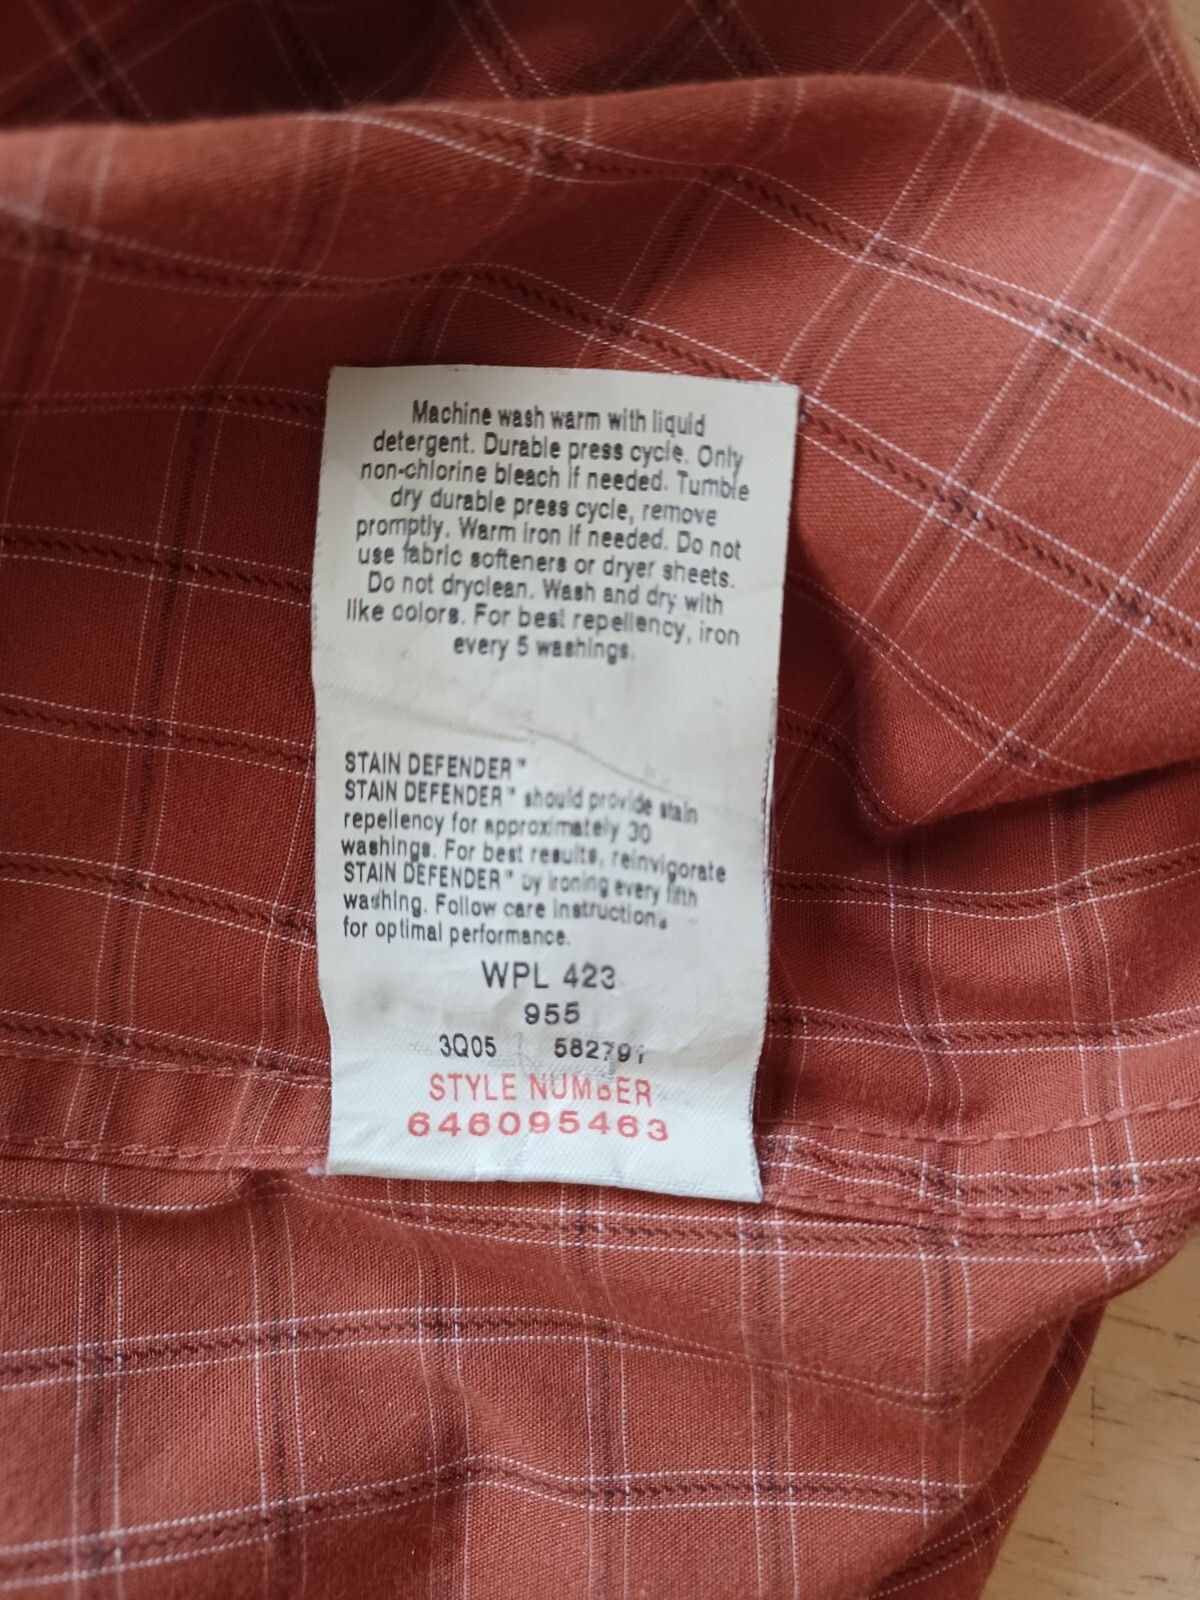 Machine wash warm with liquid
detergent. Durable press cycle. Only
non-chlorine bleach if needed. Tumble
dry durable press cycle, remove
promptly. Warm iron if needed. Do not
use fabric softeners or dryer sheets.
Do not dryclean. Wash and dry with
like colors. For best repellency, iron
every 5 washings.
STAIN DEFENDER™
STAIN DEFENDER™ should provide stain
repellency for approximately 30
washings. For best results, reinvigorate
STAIN DEFENDER™ by ironing every fifth
washing. Follow care instructions
for optimal performance.
WPL 423
955
3Q05 582791
STYLE NUMBER
646095463